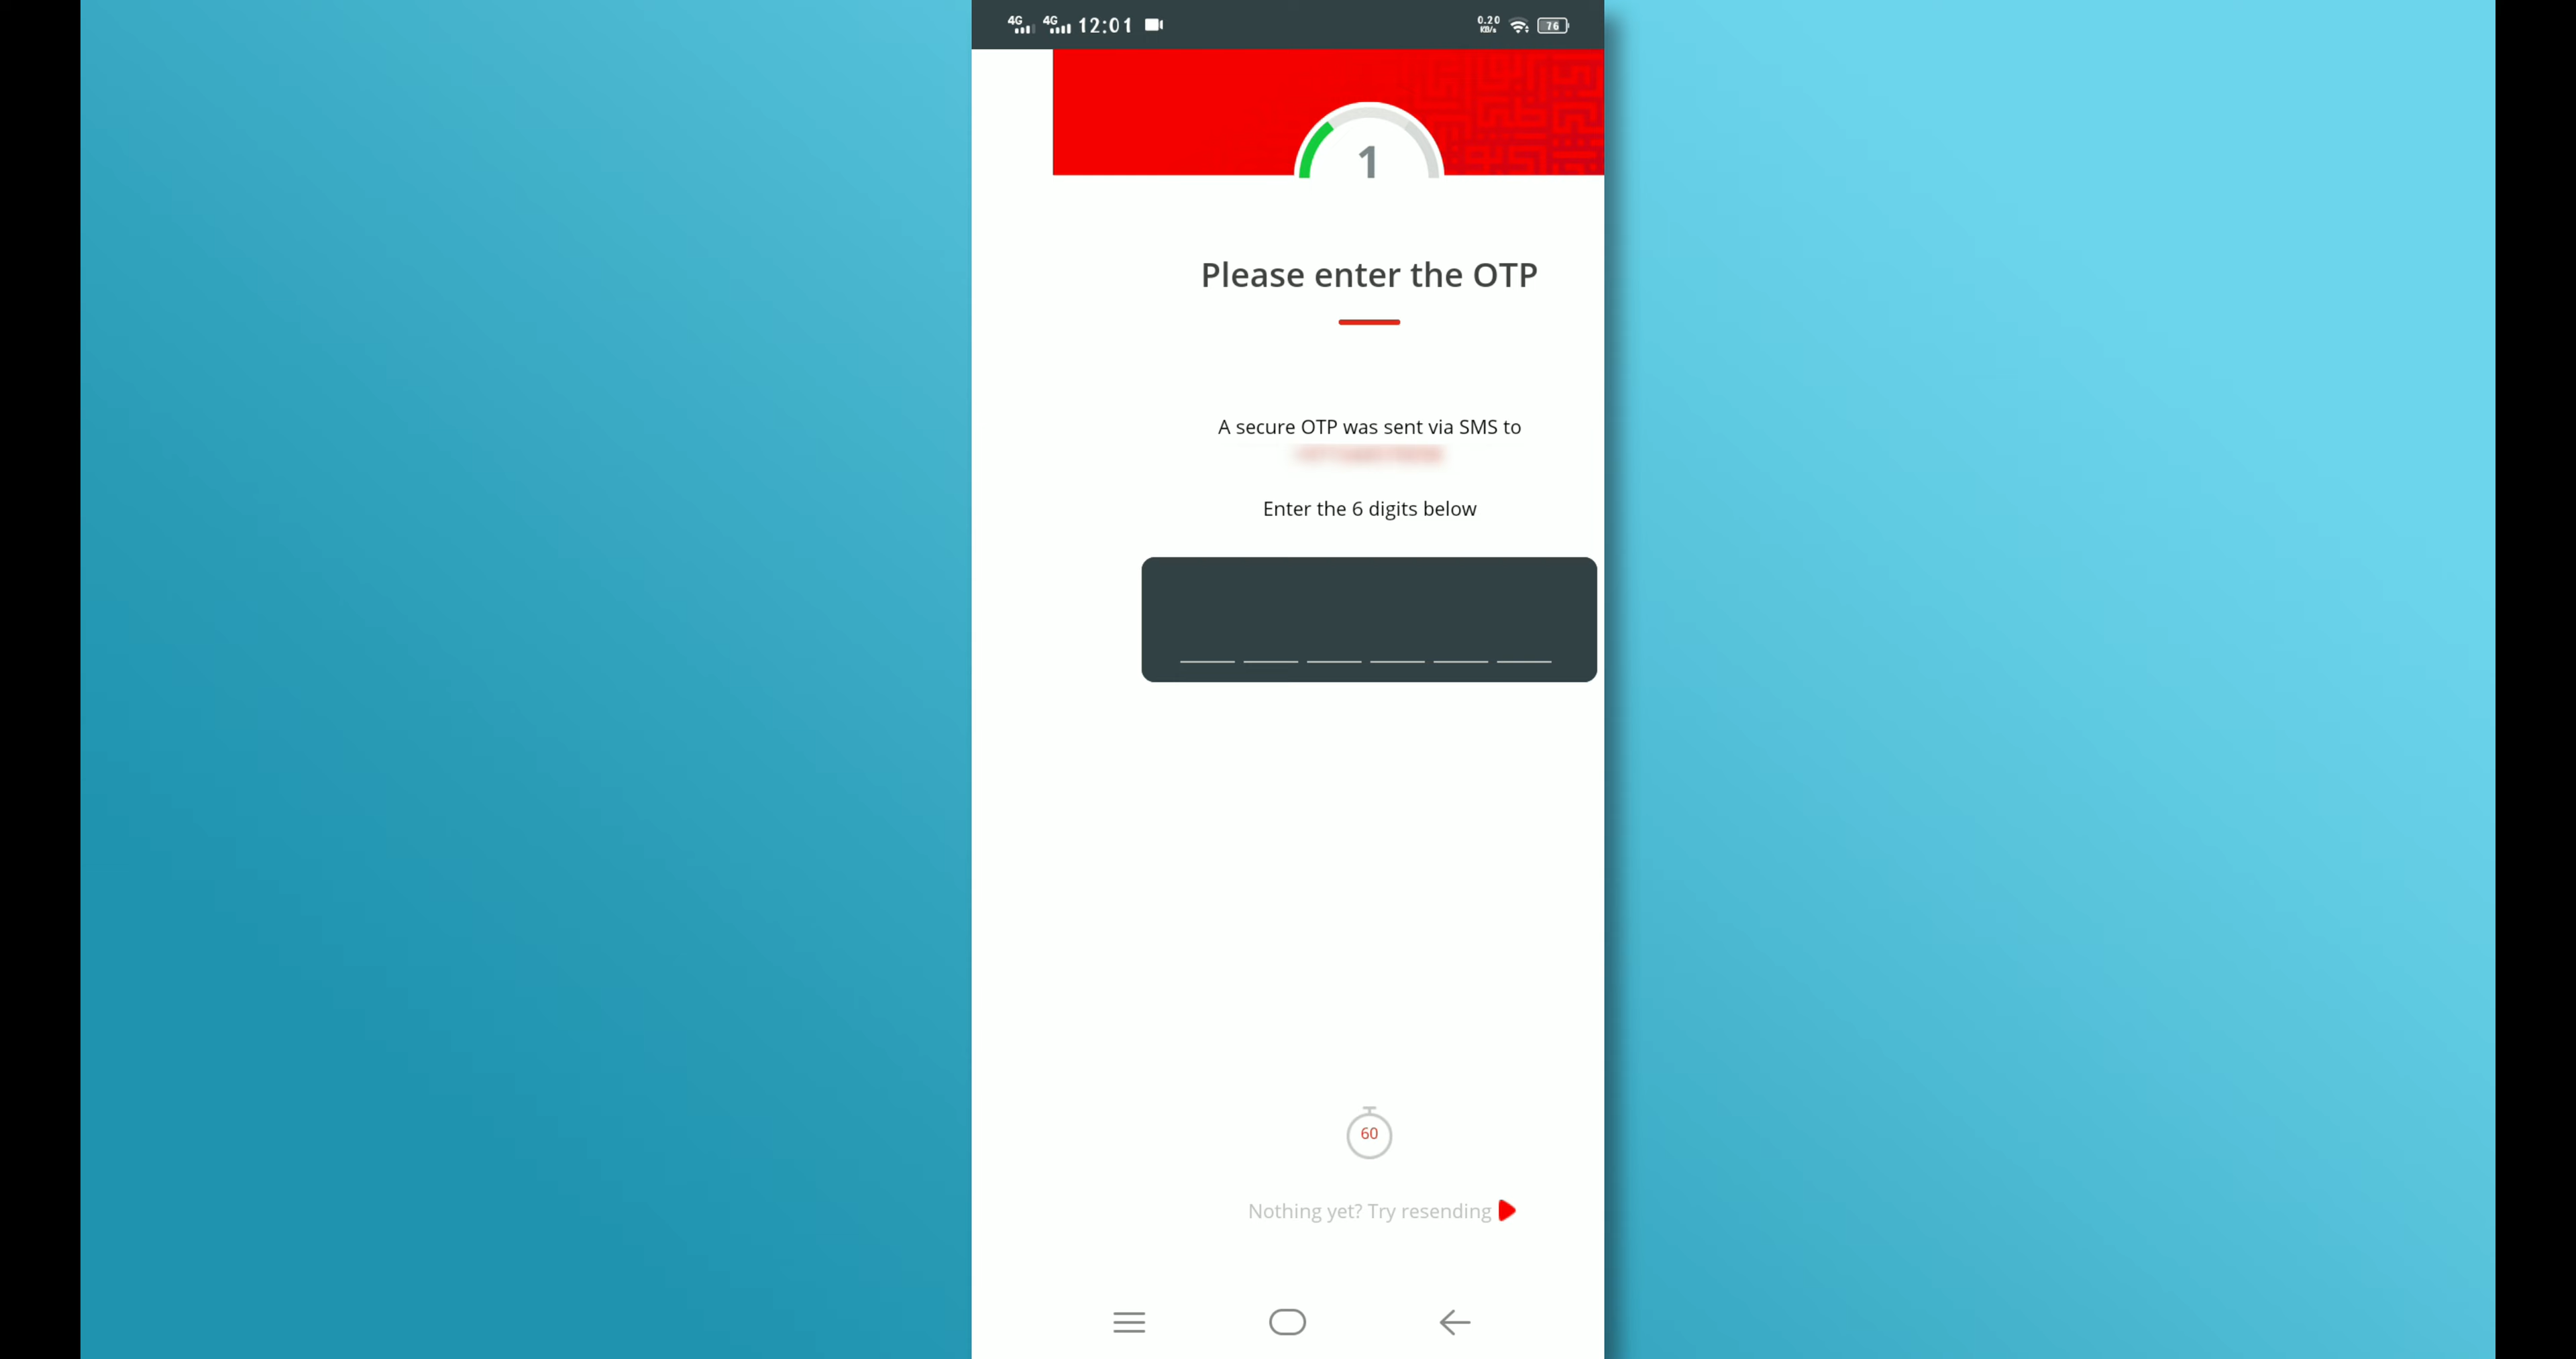 4G 4G 12:01 0.20 KB/s 76
1
Please enter the OTP
A secure OTP was sent via SMS to
Enter the 6 digits below
60
Nothing yet? Try resending